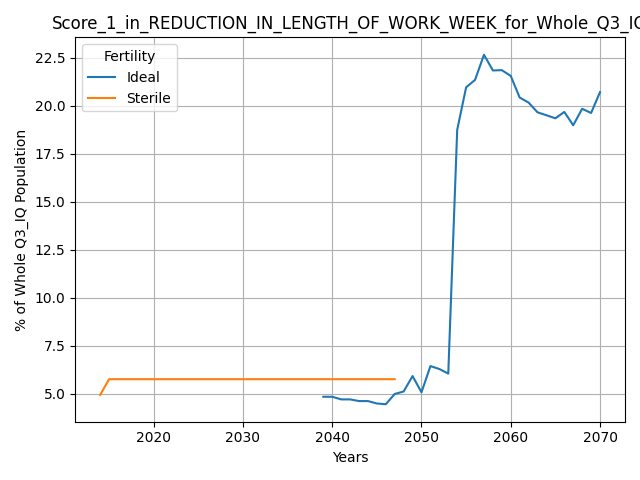 Score_1_in_REDUCTION_IN_LENGTH_OF_WORK_WEEK_for_Whole_Q3_IQ
Fertility
Ideal
Sterile
% of Whole Q3_IQ Population
22.5
20.0
17.5
15.0
12.5
10.0
7.5
5.0
2020 2030 2040 2050 2060 2070
Years